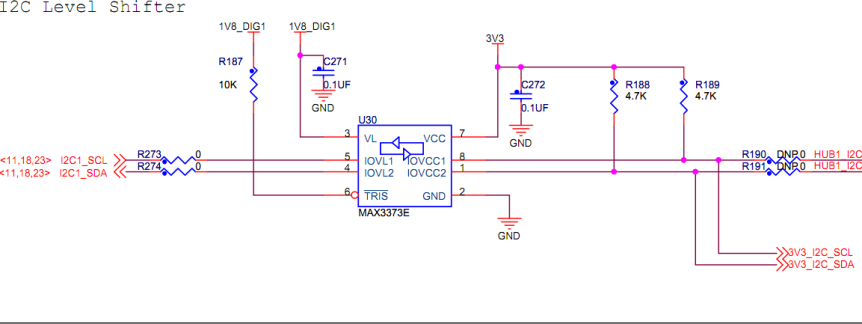 I2C Level Shifter
1V8_DIG1
1V8_DIG1
3V3
R187
10K
C271
0.1UF
GND
C272
0.1UF
GND
R188
4.7K
R189
4.7K
U30
3 VL VCC 7
<11,18,23> I2C1_SCL R273 0 5 IOVL1 IOVCC1 8 R190 DNP,0 HUB1_I2C
<11,18,23> I2C1_SDA R274 0 4 IOVL2 IOVCC2 1 R191 DNP,0 HUB1_I2C
6 TRIS GND 2
MAX3373E
GND
3V3_I2C_SCL
3V3_I2C_SDA